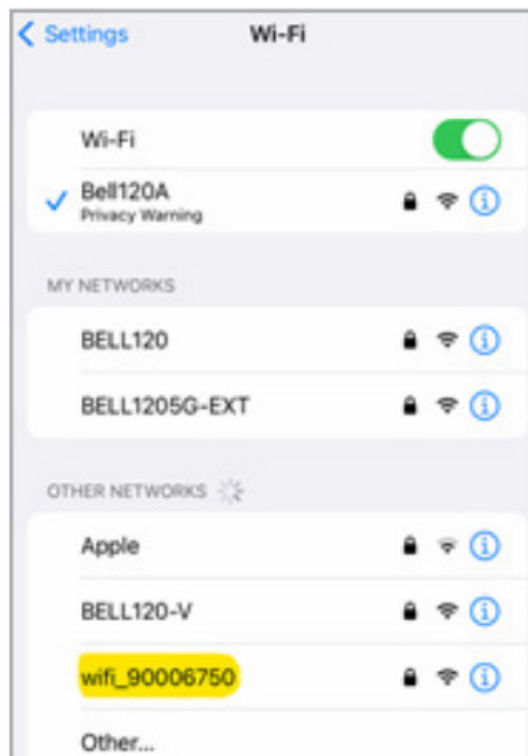 Settings Wi-Fi
Wi-Fi
Bell120A
Privacy Warning
MY NETWORKS
BELL120
BELL1205G-EXT
OTHER NETWORKS
Apple
BELL120-V
wifi_90006750
Other...